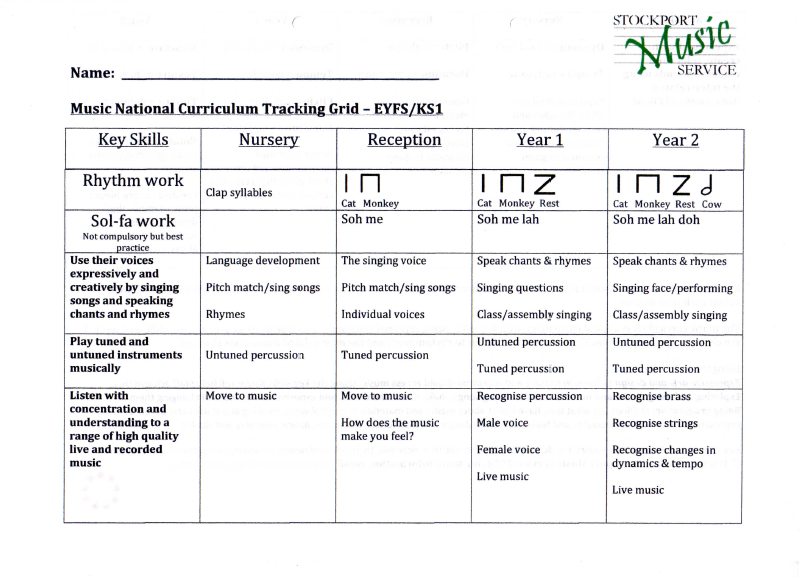 STOCKPORT
Music
SERVICE
Name:
Music National Curriculum Tracking Grid – EYFS/KS1
Key Skills Nursery Reception Year 1 Year 2
Rhythm work
Clap syllables
Cat Monkey
Cat Monkey Rest
Cat Monkey Rest Cow
Sol-fa work
Not compulsory but best
practice
Soh me
Soh me lah
Soh me lah doh
Use their voices
expressively and
creatively by singing
songs and speaking
chants and rhymes
Language development
Pitch match/sing songs
Rhymes
The singing voice
Pitch match/sing songs
Individual voices
Speak chants & rhymes
Singing questions
Class/assembly singing
Speak chants & rhymes
Singing face/performing
Class/assembly singing
Play tuned and
untuned instruments
musically
Untuned percussion
Tuned percussion
Untuned percussion
Tuned percussion
Untuned percussion
Tuned percussion
Listen with
concentration and
understanding to a
range of high quality
live and recorded
music
Move to music
Move to music
How does the music
make you feel?
Recognise percussion
Male voice
Female voice
Live music
Recognise brass
Recognise strings
Recognise changes in
dynamics & tempo
Live music